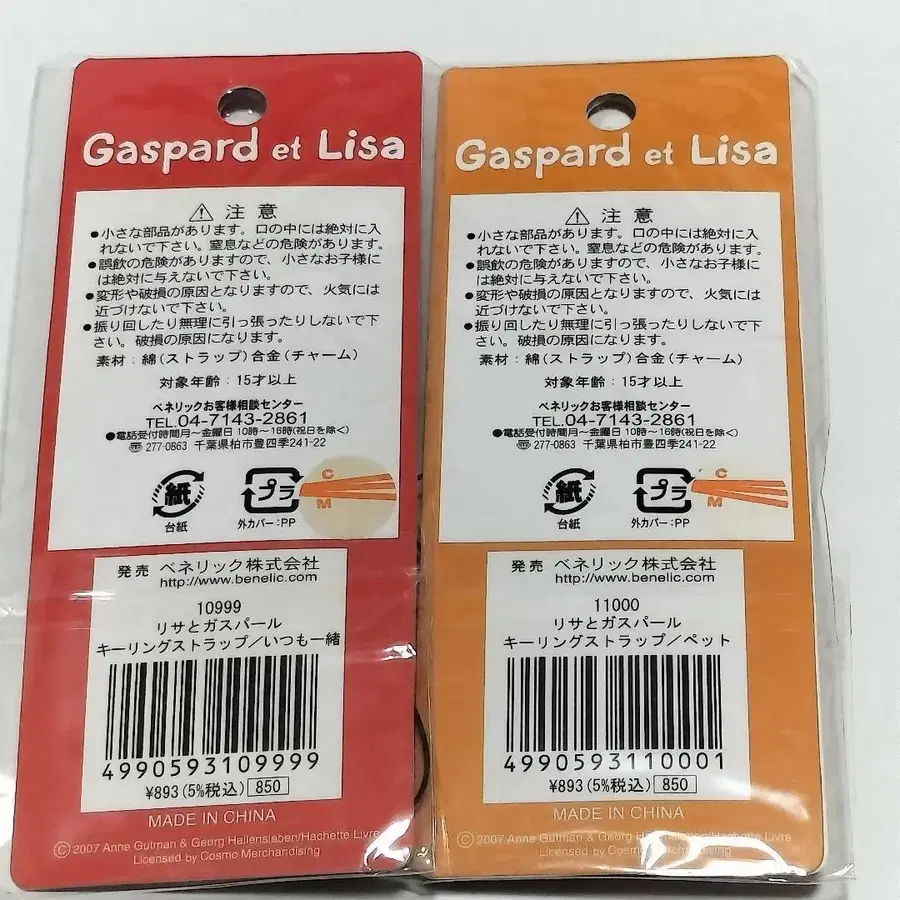 Gaspard et Lisa
⚠ 注意
●小さな部品があります。口の中には絶対に入
れないで下さい。窒息などの危険があります。
●誤飲の危険がありますので、小さなお子様に
は絶対に与えないで下さい。
●変形や破損の原因となりますので、火気には
近づけないで下さい。
●振り回したり無理に引っ張ったりしないで下
さい。破損の原因になります。
素材：綿(ストラップ)合金(チャーム)
対象年齢：15才以上
ベネリックお客様相談センター
TEL.04-7143-2861
●電話受付時間月〜金曜日 10時〜16時(祝日を除く)
〠 277-0863 千葉県柏市豊四季241-22
紙
台紙
プラ
外カバー：PP
C
M
発売 ベネリック株式会社
http://www.benelic.com
10999
リサとガスパール
キーリングストラップ／いつも一緒
4990593109999
¥893(5%税込) 850
MADE IN CHINA
© 2007 Anne Gutman & Georg Hallensleben/Hachette Livre
Licensed by Cosmo Merchandising
Gaspard et Lisa
⚠ 注意
●小さな部品があります。口の中には絶対に入
れないで下さい。窒息などの危険があります。
●誤飲の危険がありますので、小さなお子様に
は絶対に与えないで下さい。
●変形や破損の原因となりますので、火気には
近づけないで下さい。
●振り回したり無理に引っ張ったりしないで下
さい。破損の原因になります。
素材：綿(ストラップ)合金(チャーム)
対象年齢：15才以上
ベネリックお客様相談センター
TEL.04-7143-2861
●電話受付時間月〜金曜日 10時〜16時(祝日を除く)
〠 277-0863 千葉県柏市豊四季241-22
紙
台紙
プラ
外カバー：PP
C
M
発売 ベネリック株式会社
http://www.benelic.com
11000
リサとガスパール
キーリングストラップ／ペット
4990593110001
¥893(5%税込) 850
MADE IN CHINA
© 2007 Anne Gutman & Georg Hallensleben/Hachette Livre
Licensed by Cosmo Merchandising